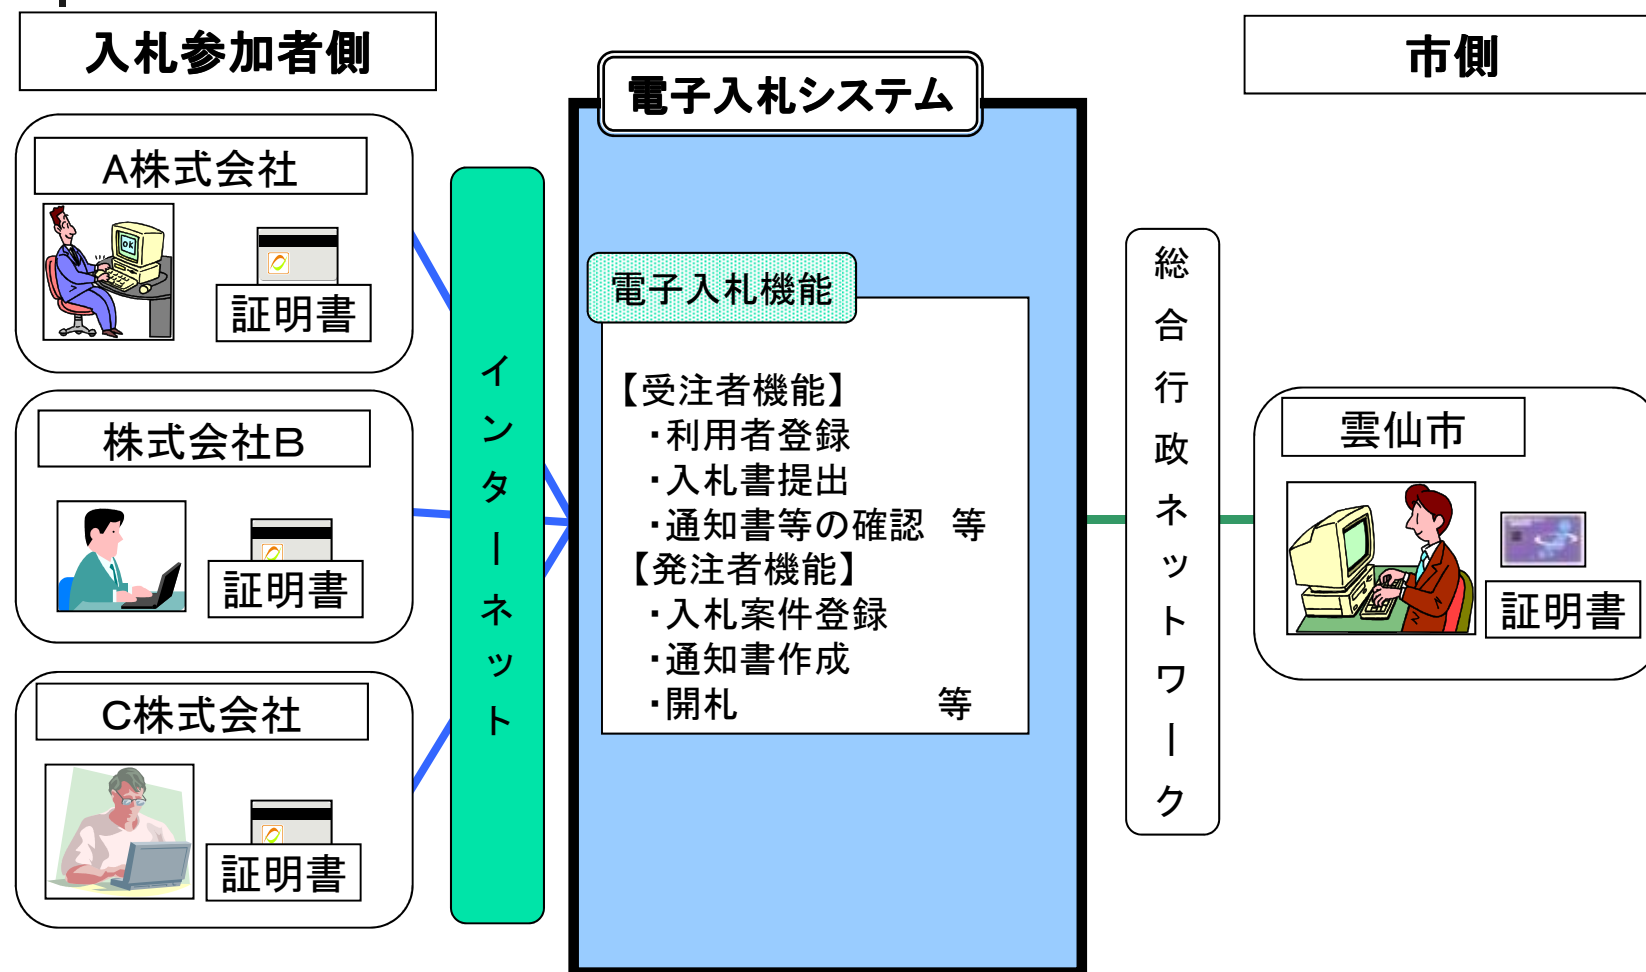 入札参加者側
A株式会社
証明書
株式会社B
証明書
C株式会社
証明書
インターネット
電子入札システム
電子入札機能
【受注者機能】
・利用者登録
・入札書提出
・通知書等の確認　等
【発注者機能】
・入札案件登録
・通知書作成
・開札　　　　　等
総合行政ネットワーク
市側
雲仙市
証明書
OK